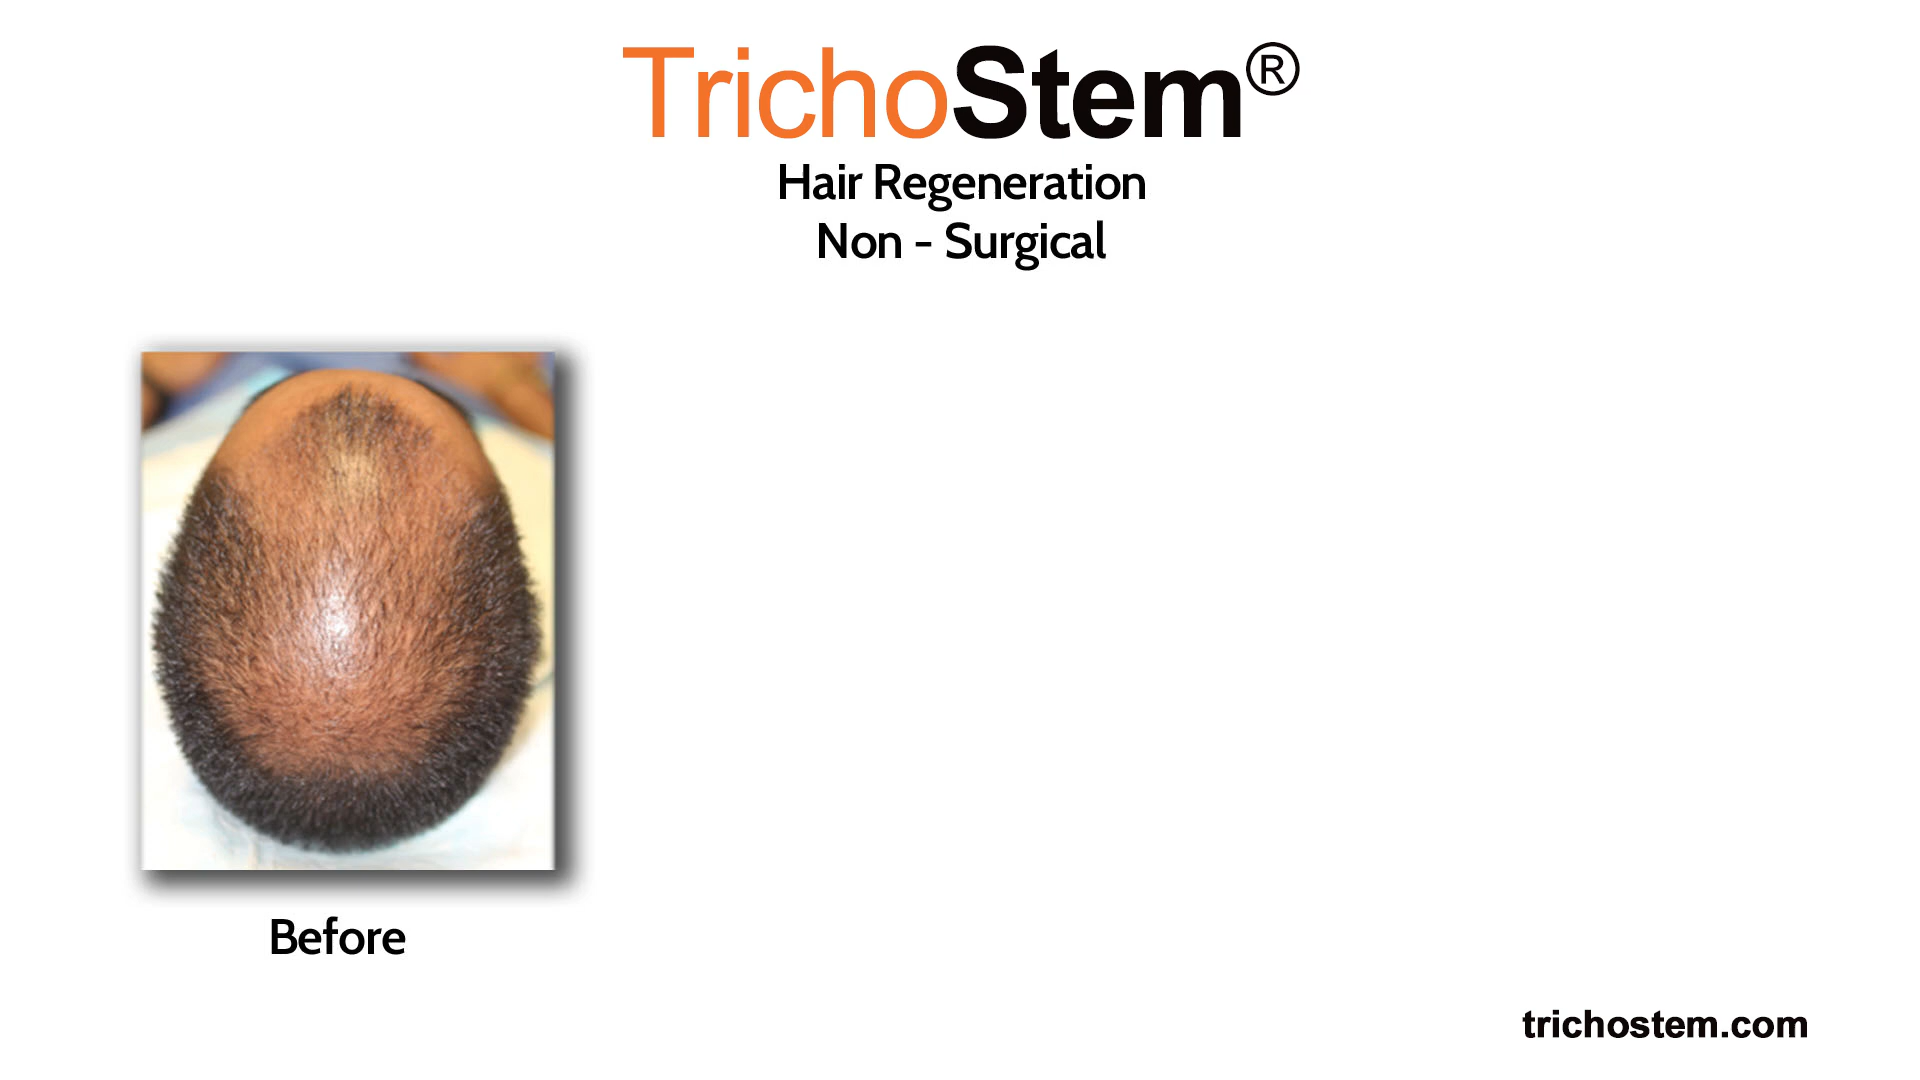 TrichoStem®
Hair Regeneration
Non - Surgical
Before
trichostem.com